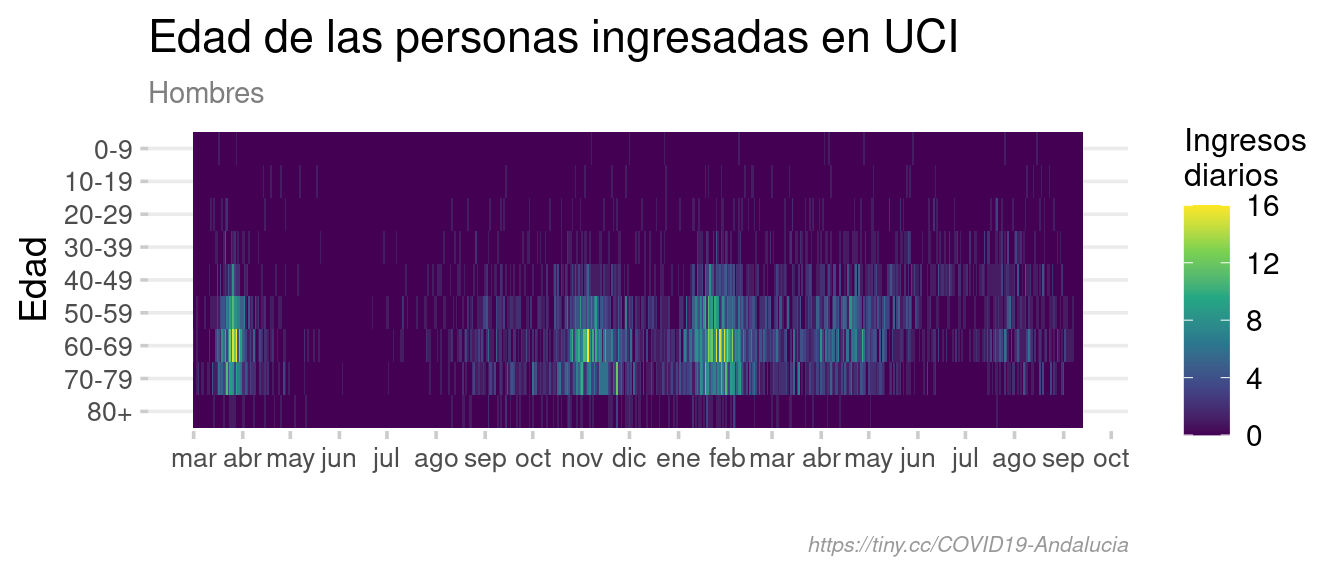 Edad de las personas ingresadas en UCI
Hombres
Edad
0-9
10-19
20-29
30-39
40-49
50-59
60-69
70-79
80+
mar abr may jun jul ago sep oct nov dic ene feb mar abr may jun jul ago sep oct
Ingresos
diarios
16
12
8
4
0
https://tiny.cc/COVID19-Andalucia